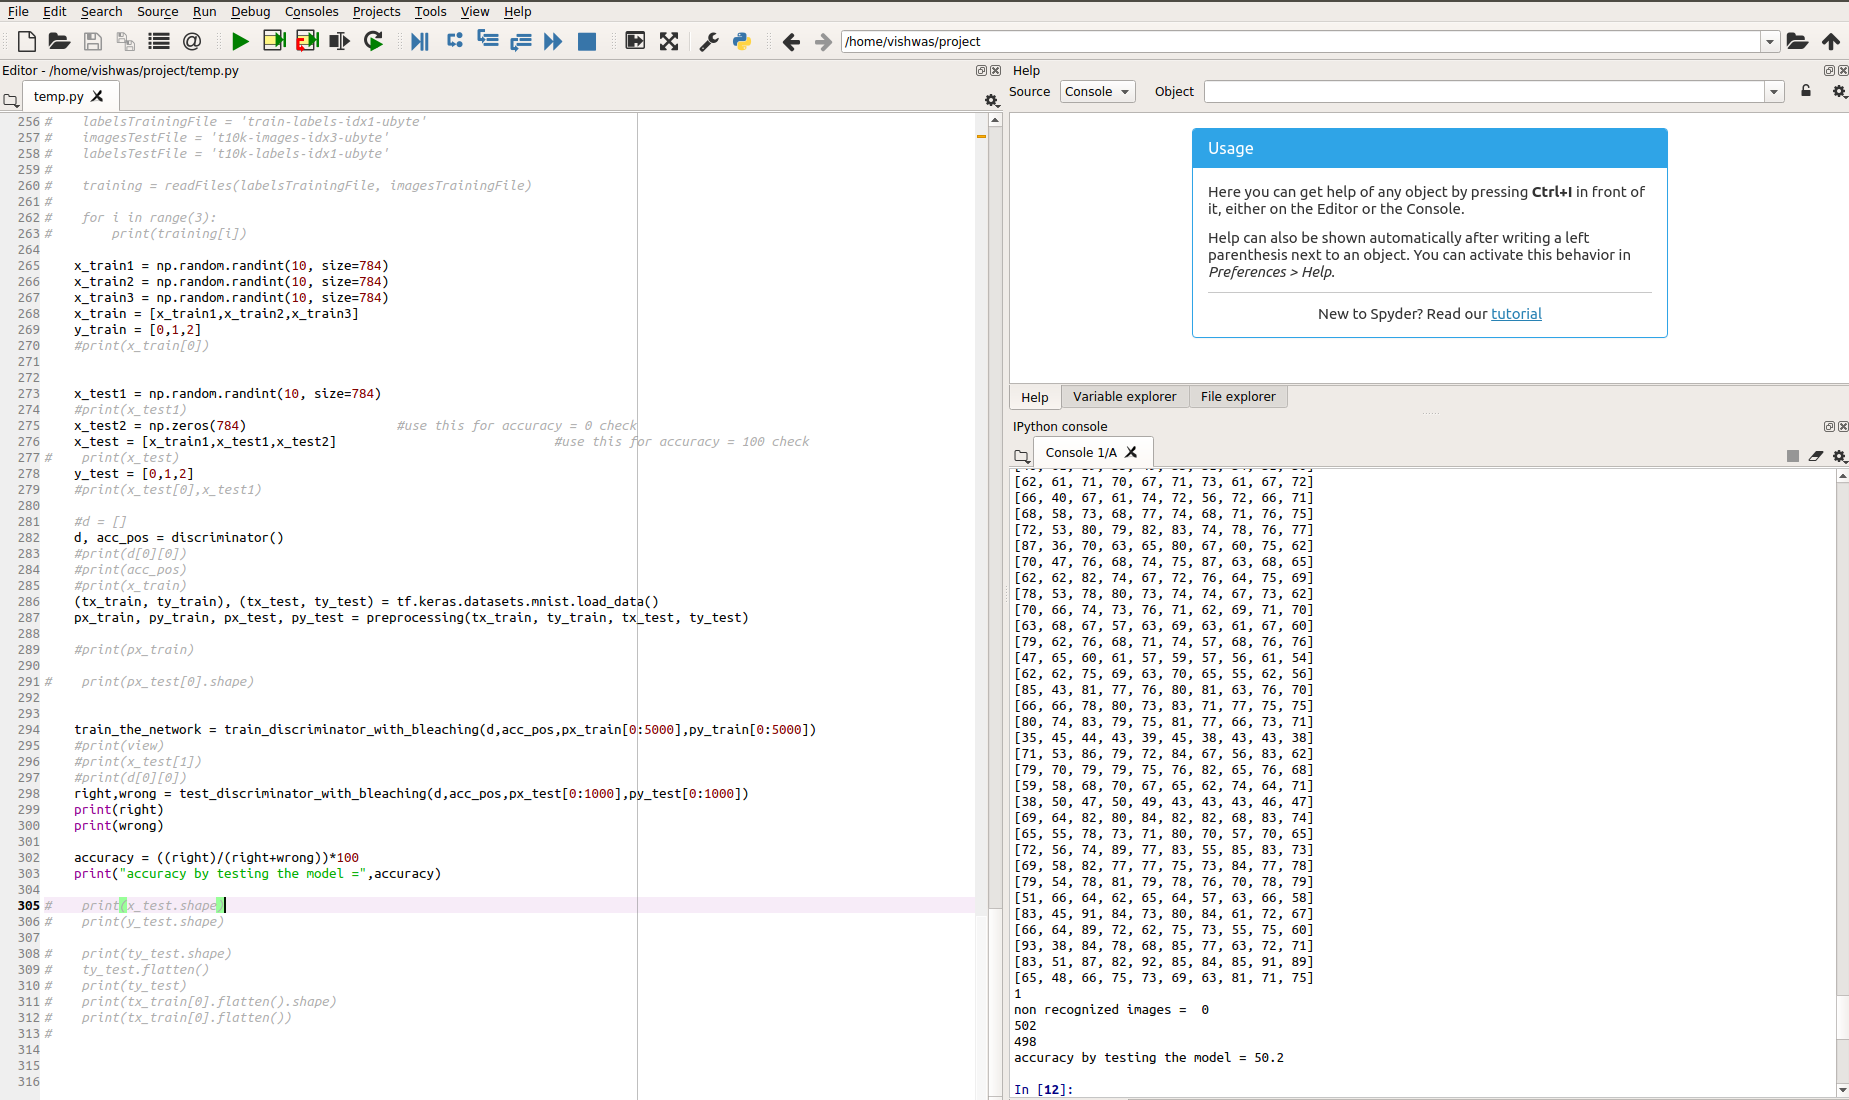 File Edit Search Source Run Debug Consoles Projects Tools View Help
/home/vishwas/project
Editor - /home/vishwas/project/temp.py
temp.py
256 #    labelsTrainingFile = 'train-labels-idx1-ubyte'
257 #    imagesTestFile = 't10k-images-idx3-ubyte'
258 #    labelsTestFile = 't10k-labels-idx1-ubyte'
259 #
260 #    training = readFiles(labelsTrainingFile, imagesTrainingFile)
261 #
262 #    for i in range(3):
263 #        print(training[i])
264
265     x_train1 = np.random.randint(10, size=784)
266     x_train2 = np.random.randint(10, size=784)
267     x_train3 = np.random.randint(10, size=784)
268     x_train = [x_train1,x_train2,x_train3]
269     y_train = [0,1,2]
270     #print(x_train[0])
271
272
273     x_test1 = np.random.randint(10, size=784)
274     #print(x_test1)
275     x_test2 = np.zeros(784)                    #use this for accuracy = 0 check
276     x_test = [x_train1,x_test1,x_test2]                             #use this for accuracy = 100 check
277 #    print(x_test)
278     y_test = [0,1,2]
279     #print(x_test[0],x_test1)
280
281     #d = []
282     d, acc_pos = discriminator()
283     #print(d[0][0])
284     #print(acc_pos)
285     #print(x_train)
286     (tx_train, ty_train), (tx_test, ty_test) = tf.keras.datasets.mnist.load_data()
287     px_train, py_train, px_test, py_test = preprocessing(tx_train, ty_train, tx_test, ty_test)
288
289     #print(px_train)
290
291 #    print(px_test[0].shape)
292
293
294     train_the_network = train_discriminator_with_bleaching(d,acc_pos,px_train[0:5000],py_train[0:5000])
295     #print(view)
296     #print(x_test[1])
297     #print(d[0][0])
298     right,wrong = test_discriminator_with_bleaching(d,acc_pos,px_test[0:1000],py_test[0:1000])
299     print(right)
300     print(wrong)
301
302     accuracy = ((right)/(right+wrong))*100
303     print("accuracy by testing the model =",accuracy)
304
305 #    print(x_test.shape)
306 #    print(y_test.shape)
307
308 #    print(ty_test.shape)
309 #    ty_test.flatten()
310 #    print(ty_test)
311 #    print(tx_train[0].flatten().shape)
312 #    print(tx_train[0].flatten())
313 #
314
315
316
Help
Source Console Object
Usage
Here you can get help of any object by pressing Ctrl+I in front of
it, either on the Editor or the Console.
Help can also be shown automatically after writing a left
parenthesis next to an object. You can activate this behavior in
Preferences > Help.
New to Spyder? Read our tutorial
Help Variable explorer File explorer
IPython console
Console 1/A
[62, 61, 71, 70, 67, 71, 73, 61, 67, 72]
[66, 40, 67, 61, 74, 72, 56, 72, 66, 71]
[68, 58, 73, 68, 77, 74, 68, 71, 76, 75]
[72, 53, 80, 79, 82, 83, 74, 78, 76, 77]
[87, 36, 70, 63, 65, 80, 67, 60, 75, 62]
[70, 47, 76, 68, 74, 75, 87, 63, 68, 65]
[62, 62, 82, 74, 67, 72, 76, 64, 75, 69]
[78, 53, 78, 80, 73, 74, 74, 67, 73, 62]
[70, 66, 74, 73, 76, 71, 62, 69, 71, 70]
[63, 68, 67, 57, 63, 69, 63, 61, 67, 60]
[79, 62, 76, 68, 71, 74, 57, 68, 76, 76]
[47, 65, 60, 61, 57, 59, 57, 56, 61, 54]
[62, 62, 75, 69, 63, 70, 65, 55, 62, 56]
[85, 43, 81, 77, 76, 80, 81, 63, 76, 70]
[66, 66, 78, 80, 73, 83, 71, 77, 75, 75]
[80, 74, 83, 79, 75, 81, 77, 66, 73, 71]
[35, 45, 44, 43, 39, 45, 38, 43, 43, 38]
[71, 53, 86, 79, 72, 84, 67, 56, 83, 62]
[79, 70, 79, 79, 75, 76, 82, 65, 76, 68]
[59, 58, 68, 70, 67, 65, 62, 74, 64, 71]
[38, 50, 47, 50, 49, 43, 43, 43, 46, 47]
[69, 64, 82, 80, 84, 82, 82, 68, 83, 74]
[65, 55, 78, 73, 71, 80, 70, 57, 70, 65]
[72, 56, 74, 89, 77, 83, 55, 85, 83, 73]
[69, 58, 82, 77, 77, 75, 73, 84, 77, 78]
[79, 54, 78, 81, 79, 78, 76, 70, 78, 79]
[51, 66, 64, 62, 65, 64, 57, 63, 66, 58]
[83, 45, 91, 84, 73, 80, 84, 61, 72, 67]
[66, 64, 89, 72, 62, 75, 73, 55, 75, 60]
[93, 38, 84, 78, 68, 85, 77, 63, 72, 71]
[83, 51, 87, 82, 92, 85, 84, 85, 91, 89]
[65, 48, 66, 75, 73, 69, 63, 81, 71, 75]
1
non recognized images =  0
502
498
accuracy by testing the model = 50.2
In [12]: